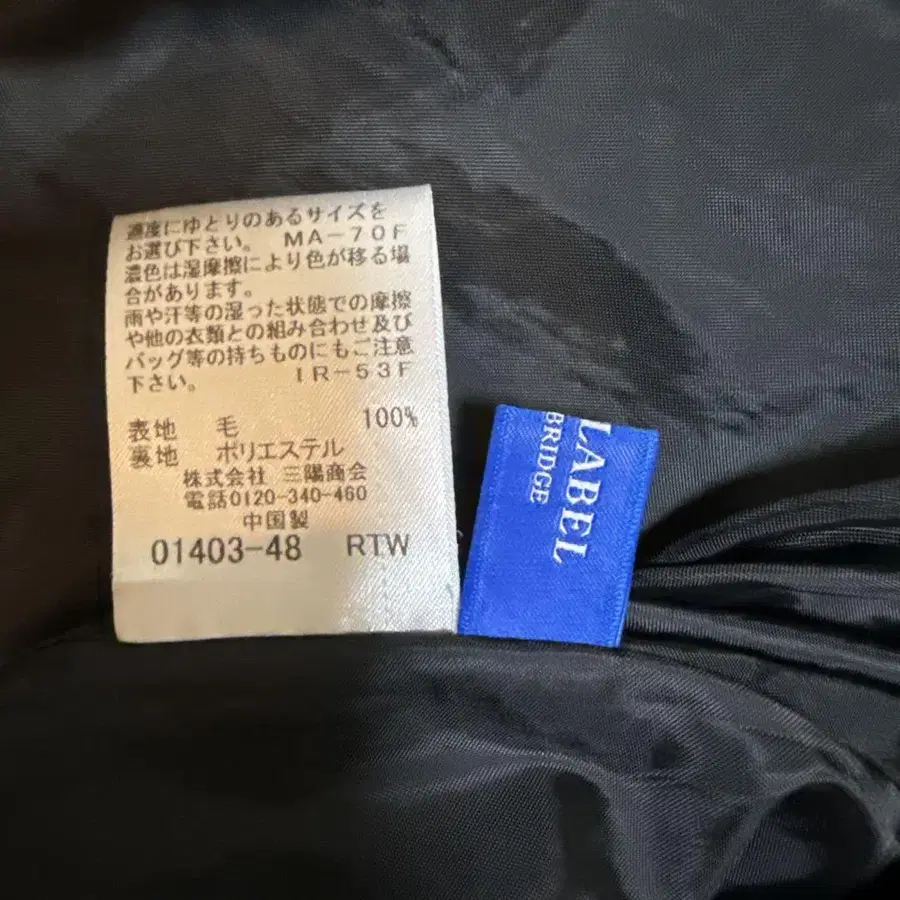 適度にゆとりのあるサイズを
お選び下さい。 MA-70F
濃色は湿摩擦により色が移る場
合があります。
雨や汗等の湿った状態での摩擦
や他の衣類との組み合わせ及び
バッグ等の持ちものにもご注意
下さい。 IR-53F
表地 毛 100%
裏地 ポリエステル
株式会社 三陽商会
電話0120-340-460
中国製
01403-48 RTW
LABEL
BRIDGE